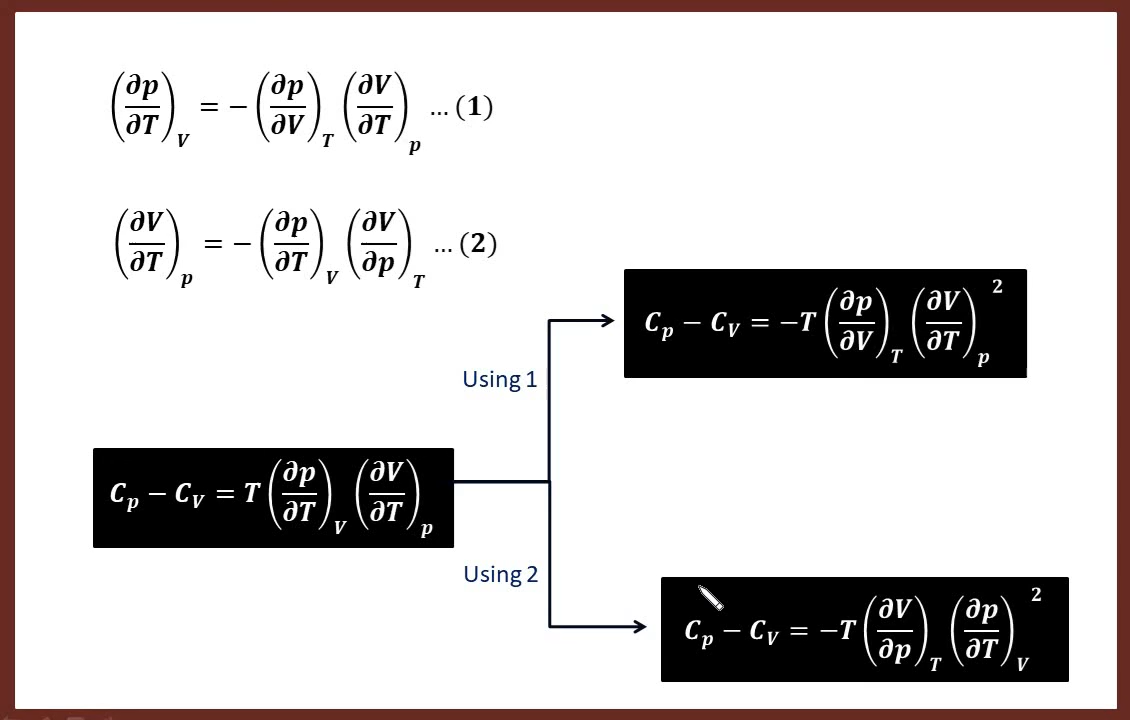 (∂p/∂T)_V = −(∂p/∂V)_T (∂V/∂T)_p … (1)
(∂V/∂T)_p = −(∂p/∂T)_V (∂V/∂p)_T … (2)
C_p − C_V = −T (∂p/∂V)_T (∂V/∂T)_p^2
Using 1
C_p − C_V = T (∂p/∂T)_V (∂V/∂T)_p
Using 2
C_p − C_V = −T (∂V/∂p)_T (∂p/∂T)_V^2